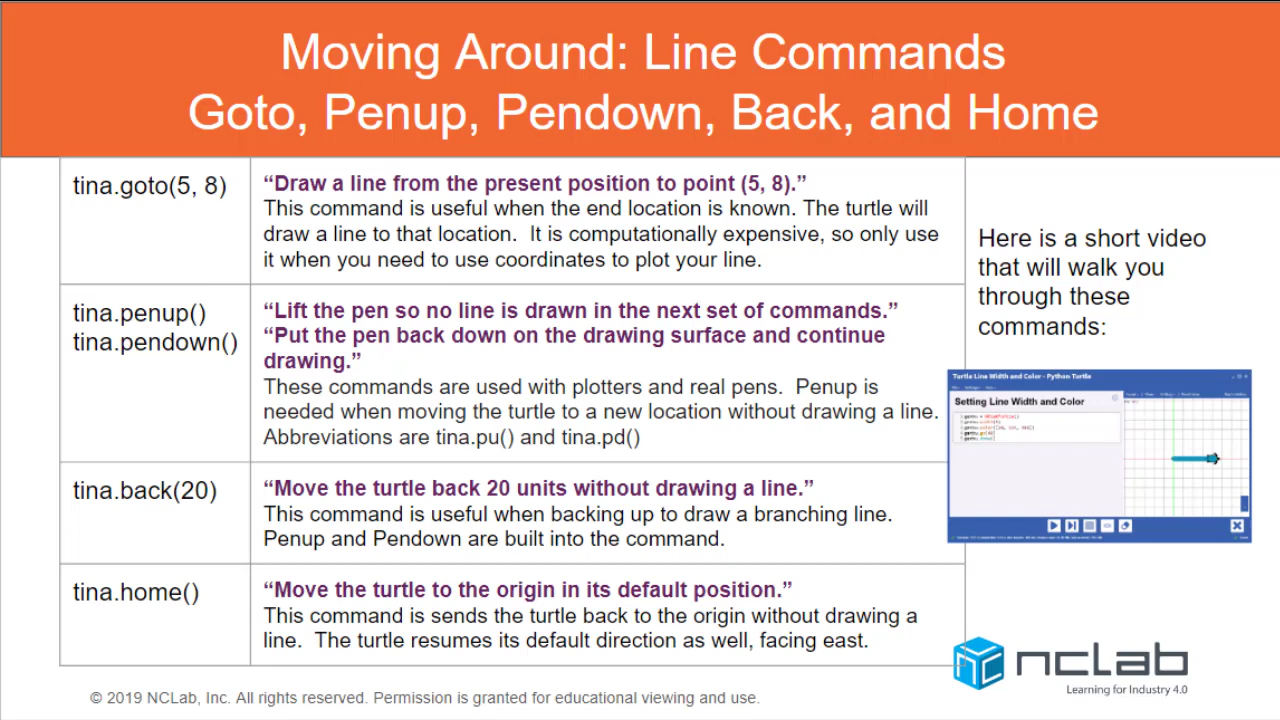 Moving Around: Line Commands
Goto, Penup, Pendown, Back, and Home
tina.goto(5, 8)
“Draw a line from the present position to point (5, 8).”
This command is useful when the end location is known. The turtle will
draw a line to that location. It is computationally expensive, so only use
it when you need to use coordinates to plot your line.
tina.penup()
tina.pendown()
“Lift the pen so no line is drawn in the next set of commands.”
“Put the pen back down on the drawing surface and continue
drawing.”
These commands are used with plotters and real pens. Penup is
needed when moving the turtle to a new location without drawing a line.
Abbreviations are tina.pu() and tina.pd()
tina.back(20)
“Move the turtle back 20 units without drawing a line.”
This command is useful when backing up to draw a branching line.
Penup and Pendown are built into the command.
tina.home()
“Move the turtle to the origin in its default position.”
This command is sends the turtle back to the origin without drawing a
line. The turtle resumes its default direction as well, facing east.
Here is a short video
that will walk you
through these
commands:
Turtle Line Width and Color - Python Turtle
Setting Line Width and Color
nclab
Learning for Industry 4.0
© 2019 NCLab, Inc. All rights reserved. Permission is granted for educational viewing and use.